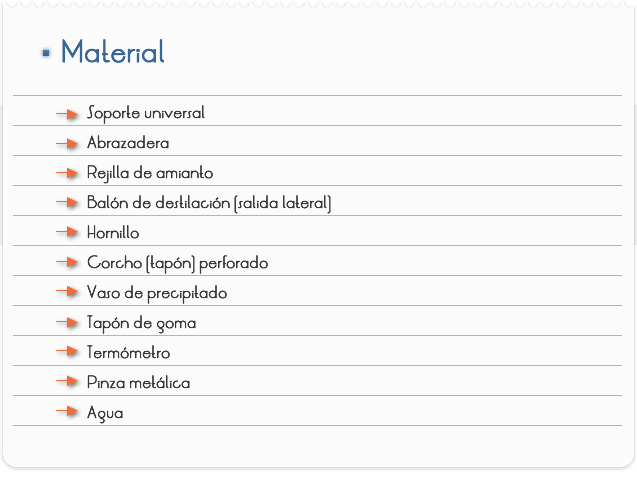 Material
Soporte universal
Abrazadera
Rejilla de amianto
Balón de destilación (salida lateral)
Hornillo
Corcho (tapón) perforado
Vaso de precipitado
Tapón de goma
Termómetro
Pinza metálica
Agua